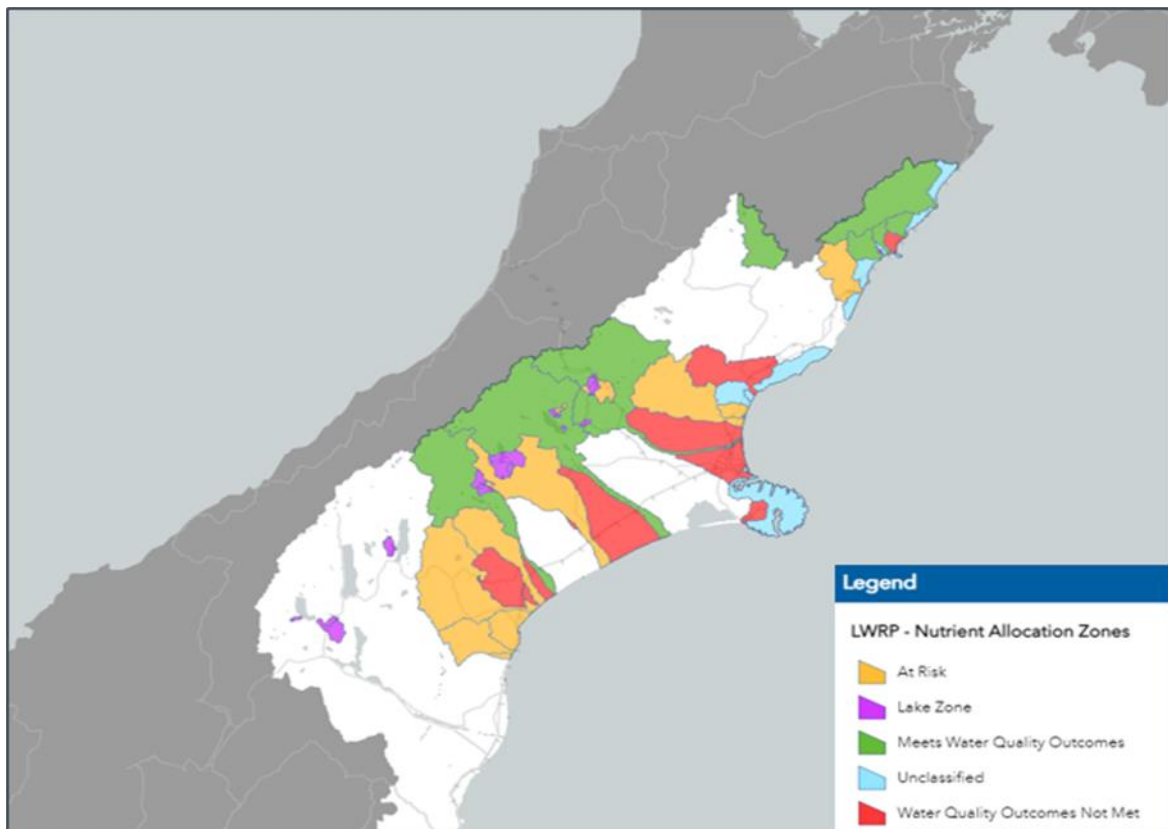 Legend
LWRP - Nutrient Allocation Zones
At Risk
Lake Zone
Meets Water Quality Outcomes
Unclassified
Water Quality Outcomes Not Met